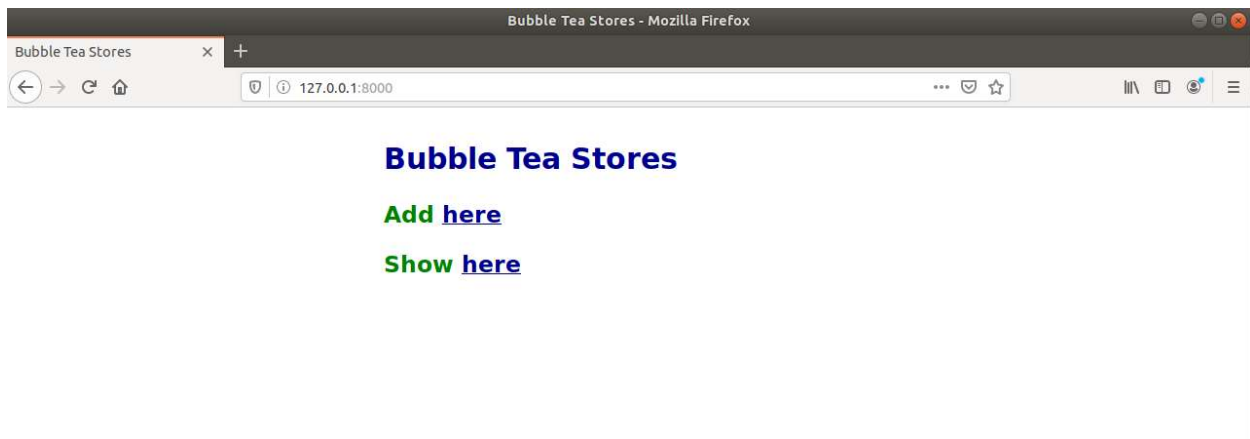 Bubble Tea Stores - Mozilla Firefox
Bubble Tea Stores
127.0.0.1:8000
Bubble Tea Stores
Add here
Show here